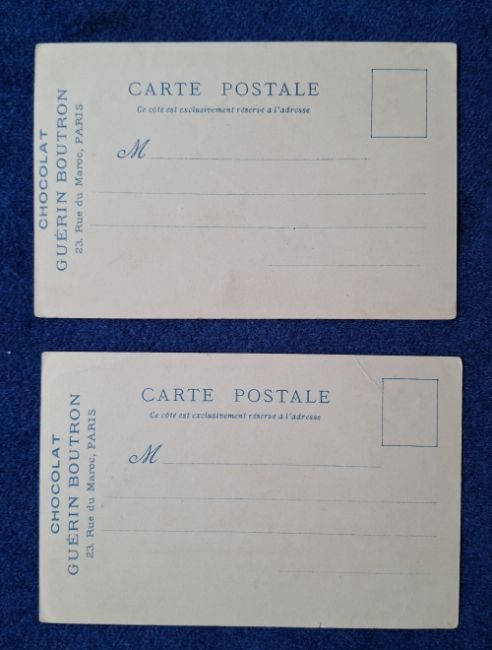 CARTE POSTALE
Ce côté est exclusivement réservé à l'adresse
M
CHOCOLAT
GUÉRIN BOUTRON
23, Rue du Maroc, PARIS
CARTE POSTALE
Ce côté est exclusivement réservé à l'adresse
M
CHOCOLAT
GUÉRIN BOUTRON
23, Rue du Maroc, PARIS